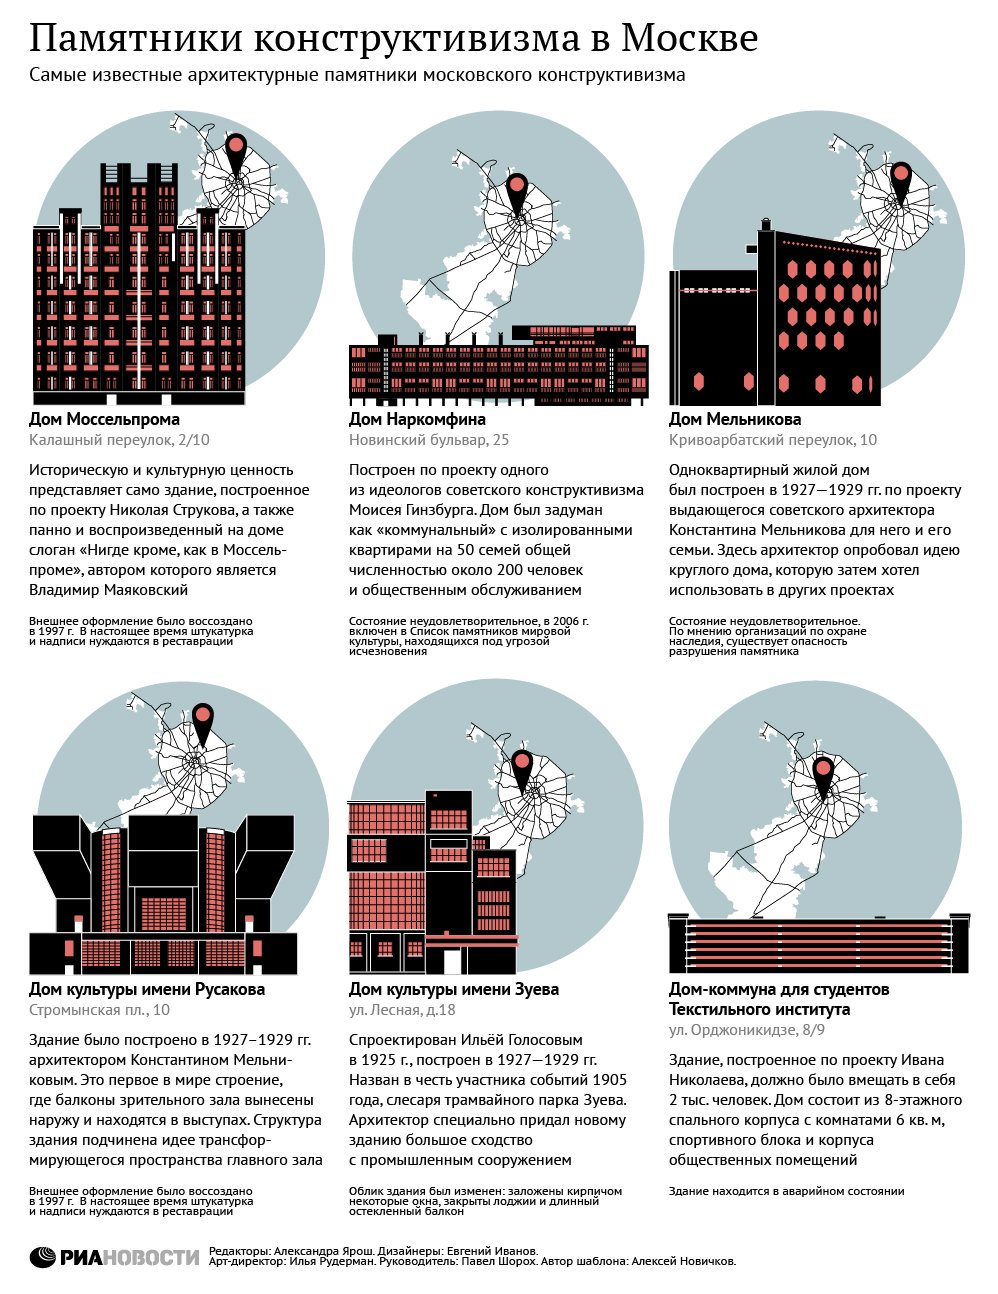 Памятники конструктивизма в Москве
Самые известные архитектурные памятники московского конструктивизма
Дом Моссельпрома
Калашный переулок, 2/10
Историческую и культурную ценность
представляет само здание, построенное
по проекту Николая Струкова, а также
панно и воспроизведенный на доме
слоган «Нигде кроме, как в Моссель-
проме», автором которого является
Владимир Маяковский
Внешнее оформление было воссоздано
в 1997 г. В настоящее время штукатурка
и надписи нуждаются в реставрации
Дом Наркомфина
Новинский бульвар, 25
Построен по проекту одного
из идеологов советского конструктивизма
Моисея Гинзбурга. Дом был задуман
как «коммунальный» с изолированными
квартирами на 50 семей общей
численностью около 200 человек
и общественным обслуживанием
Состояние неудовлетворительное, в 2006 г.
включен в Список памятников мировой
культуры, находящихся под угрозой
исчезновения
Дом Мельникова
Кривоарбатский переулок, 10
Одноквартирный жилой дом
был построен в 1927—1929 гг. по проекту
выдающегося советского архитектора
Константина Мельникова для него и его
семьи. Здесь архитектор опробовал идею
круглого дома, которую затем хотел
использовать в других проектах
Состояние неудовлетворительное.
По мнению организаций по охране
наследия, существует опасность
разрушения памятника
Дом культуры имени Русакова
Стромынская пл., 10
Здание было построено в 1927–1929 гг.
архитектором Константином Мельни-
ковым. Это первое в мире строение,
где балконы зрительного зала вынесены
наружу и находятся в выступах. Структура
здания подчинена идее трансфор-
мирующегося пространства главного зала
Внешнее оформление было воссоздано
в 1997 г. В настоящее время штукатурка
и надписи нуждаются в реставрации
Дом культуры имени Зуева
ул. Лесная, д.18
Спроектирован Ильёй Голосовым
в 1925 г., построен в 1927—1929 гг.
Назван в честь участника событий 1905
года, слесаря трамвайного парка Зуева.
Архитектор специально придал новому
зданию большое сходство
с промышленным сооружением
Облик здания был изменен: заложены кирпичом
некоторые окна, закрыты лоджии и длинный
остекленный балкон
Дом-коммуна для студентов
Текстильного института
ул. Орджоникидзе, 8/9
Здание, построенное по проекту Ивана
Николаева, должно было вмещать в себя
2 тыс. человек. Дом состоит из 8-этажного
спального корпуса с комнатами 6 кв. м,
спортивного блока и корпуса
общественных помещений
Здание находится в аварийном состоянии
РИАНОВОСТИ
Редакторы: Александра Ярош. Дизайнеры: Евгений Иванов.
Арт-директор: Илья Рудерман. Руководитель: Павел Шорох. Автор шаблона: Алексей Новичков.